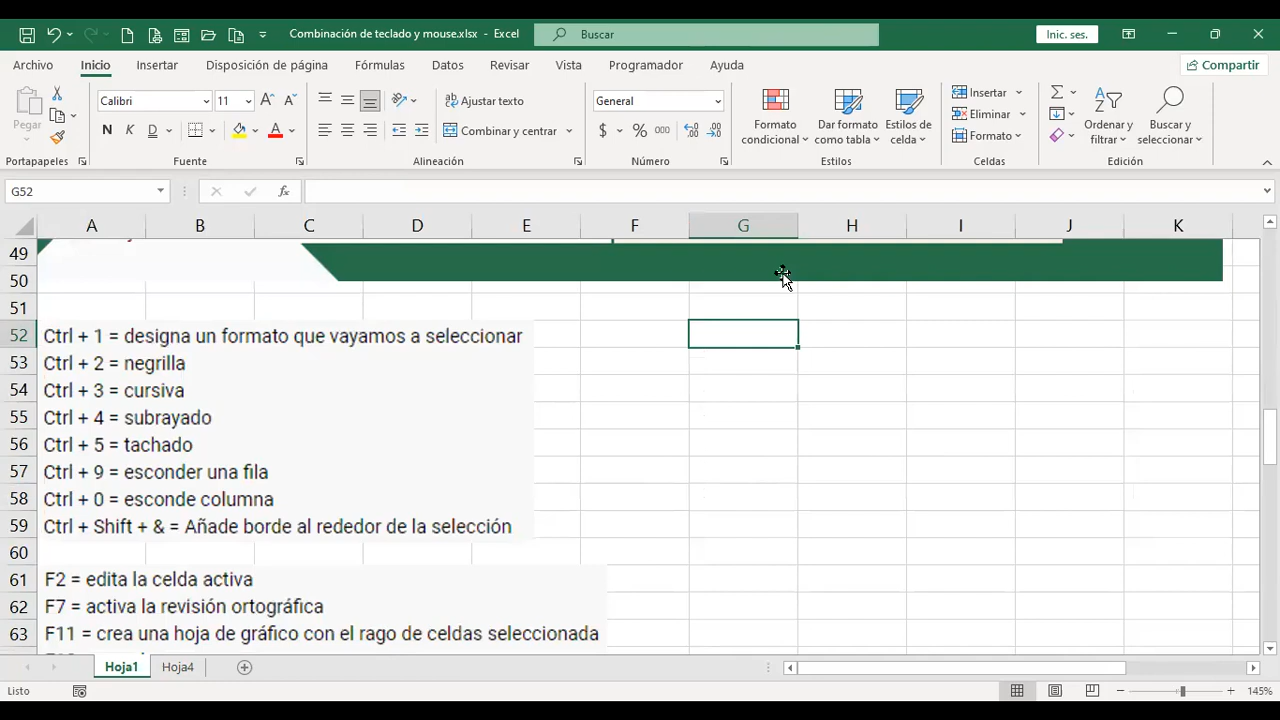 Combinación de teclado y mouse.xlsx - Excel
Buscar
Inic. ses.
Archivo Inicio Insertar Disposición de página Fórmulas Datos Revisar Vista Programador Ayuda Compartir
Pegar
Calibri 11
N K D A
Ajustar texto
Combinar y centrar
General
$ % 000
Formato condicional
Dar formato como tabla
Estilos de celda
Insertar
Eliminar
Formato
Ordenar y filtrar
Buscar y seleccionar
Portapapeles Fuente Alineación Número Estilos Celdas Edición
G52
fx
A B C D E F G H I J K
49
50
51
52 Ctrl + 1 = designa un formato que vayamos a seleccionar
53 Ctrl + 2 = negrilla
54 Ctrl + 3 = cursiva
55 Ctrl + 4 = subrayado
56 Ctrl + 5 = tachado
57 Ctrl + 9 = esconder una fila
58 Ctrl + 0 = esconde columna
59 Ctrl + Shift + & = Añade borde al rededor de la selección
60
61 F2 = edita la celda activa
62 F7 = activa la revisión ortográfica
63 F11 = crea una hoja de gráfico con el rago de celdas seleccionada
Hoja1 Hoja4
Listo
145%